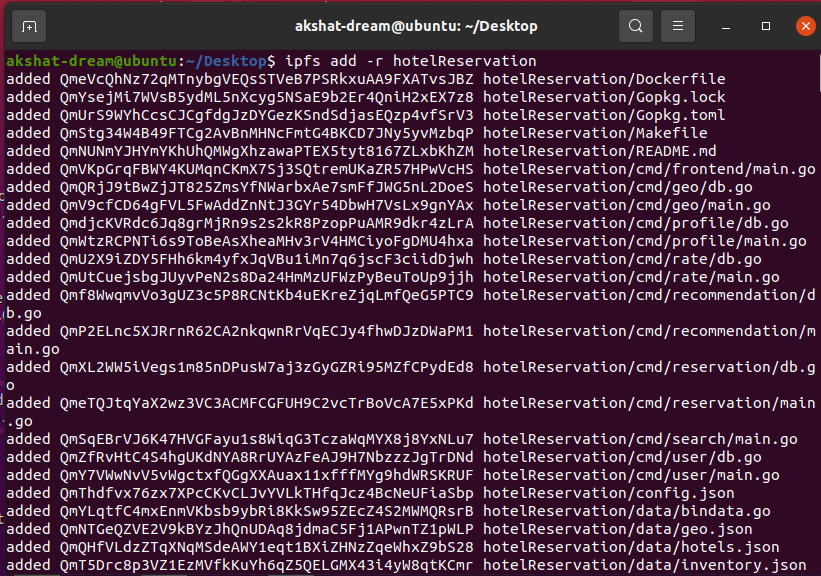 akshat-dream@ubuntu: ~/Desktop
akshat-dream@ubuntu:~/Desktop$ ipfs add -r hotelReservation
added QmeVcQhNz72qMTnybgVEQsSTVeB7PSRkxuAA9FXATvsJBZ hotelReservation/Dockerfile
added QmYsejMi7WVsB5ydML5nXcyg5NSaE9b2Er4QniH2xEX7z8 hotelReservation/Gopkg.lock
added QmUrS9WYhCcsCJCgfdgJzDYGezKSndSdjasEQzp4vfSrV3 hotelReservation/Gopkg.toml
added QmStg34W4B49FTCg2AvBnMHNcFmtG4BKCD7JNy5yvMzbqP hotelReservation/Makefile
added QmNUNmYJHYmYKhUhQMWgXhzawaPTEX5tyt8167ZLxbKhZM hotelReservation/README.md
added QmVKpGrqFBWY4KUMqnCKmX7Sj3SQtremUKaZR57HPwVcHS hotelReservation/cmd/frontend/main.go
added QmQRjJ9tBwZjJT825ZmsYfNWarbxAe7smFfJWG5nL2DoeS hotelReservation/cmd/geo/db.go
added QmV9cfCD64gFVL5FwAddZnNtJ3GYr54DbwH7VsLx9gnYAx hotelReservation/cmd/geo/main.go
added QmdjcKVRdc6Jq8grMjRn9s2s2kR8PzopPuAMR9dkr4zLrA hotelReservation/cmd/profile/db.go
added QmWtzRCPNTi6s9ToBeAsXheaMHv3rV4HMCiyoFgDMU4hxa hotelReservation/cmd/profile/main.go
added QmU2X9iZDY5FHh6km4yfxJqVBu1iMn7q6jscF3ciidDjwh hotelReservation/cmd/rate/db.go
added QmUtCuejsbgJUyvPeN2s8Da24HmMzUFWzPyBeuToUp9jjh hotelReservation/cmd/rate/main.go
added Qmf8WwqmvVo3gUZ3c5P8RCNtKb4uEKreZjqLmfQeG5PTC9 hotelReservation/cmd/recommendation/d
b.go
added QmP2ELnc5XJRrnR62CA2nkqwnRrVqECJy4fhwDJzDWaPM1 hotelReservation/cmd/recommendation/m
ain.go
added QmXL2WW5iVegs1m85nDPusW7aj3zGyGZRi95MZfCPydEd8 hotelReservation/cmd/reservation/db.g
o
added QmeTQJtqYaX2wz3VC3ACMFCGFUH9C2vcTrBoVcA7E5xPKd hotelReservation/cmd/reservation/main
.go
added QmSqEBrVJ6K47HVGFayu1s8WiqG3TczaWqMYX8j8YxNLu7 hotelReservation/cmd/search/main.go
added QmZfRvHtC4S4hgUKdNYA8RrUYAzFeAJ9H7NbzzzJgTrDNd hotelReservation/cmd/user/db.go
added QmY7VWwNvV5vWgctxfQGgXXAuax11xfffMYg9hdWRSKRUF hotelReservation/cmd/user/main.go
added QmThdfvx76zx7XPcCKvCLJvYVLkTHfqJcz4BcNeUFiaSbp hotelReservation/config.json
added QmYLqtfC4mxEnmVKbsb9ybRi8KkSw95ZEcZ4S2MWMQRsrB hotelReservation/data/bindata.go
added QmNTGeQZVE2V9kBYzJhQnUDAq8jdmaC5Fj1APwnTZ1pWLP hotelReservation/data/geo.json
added QmQHfVLdzZTqXNqMSdeAWY1eqt1BXiZHNzZqeWhxZ9bS28 hotelReservation/data/hotels.json
added QmT5Drc8p3VZ1EzMVfkKuYh6qZ5QELGMX43i4yW8qtKCmr hotelReservation/data/inventory.json